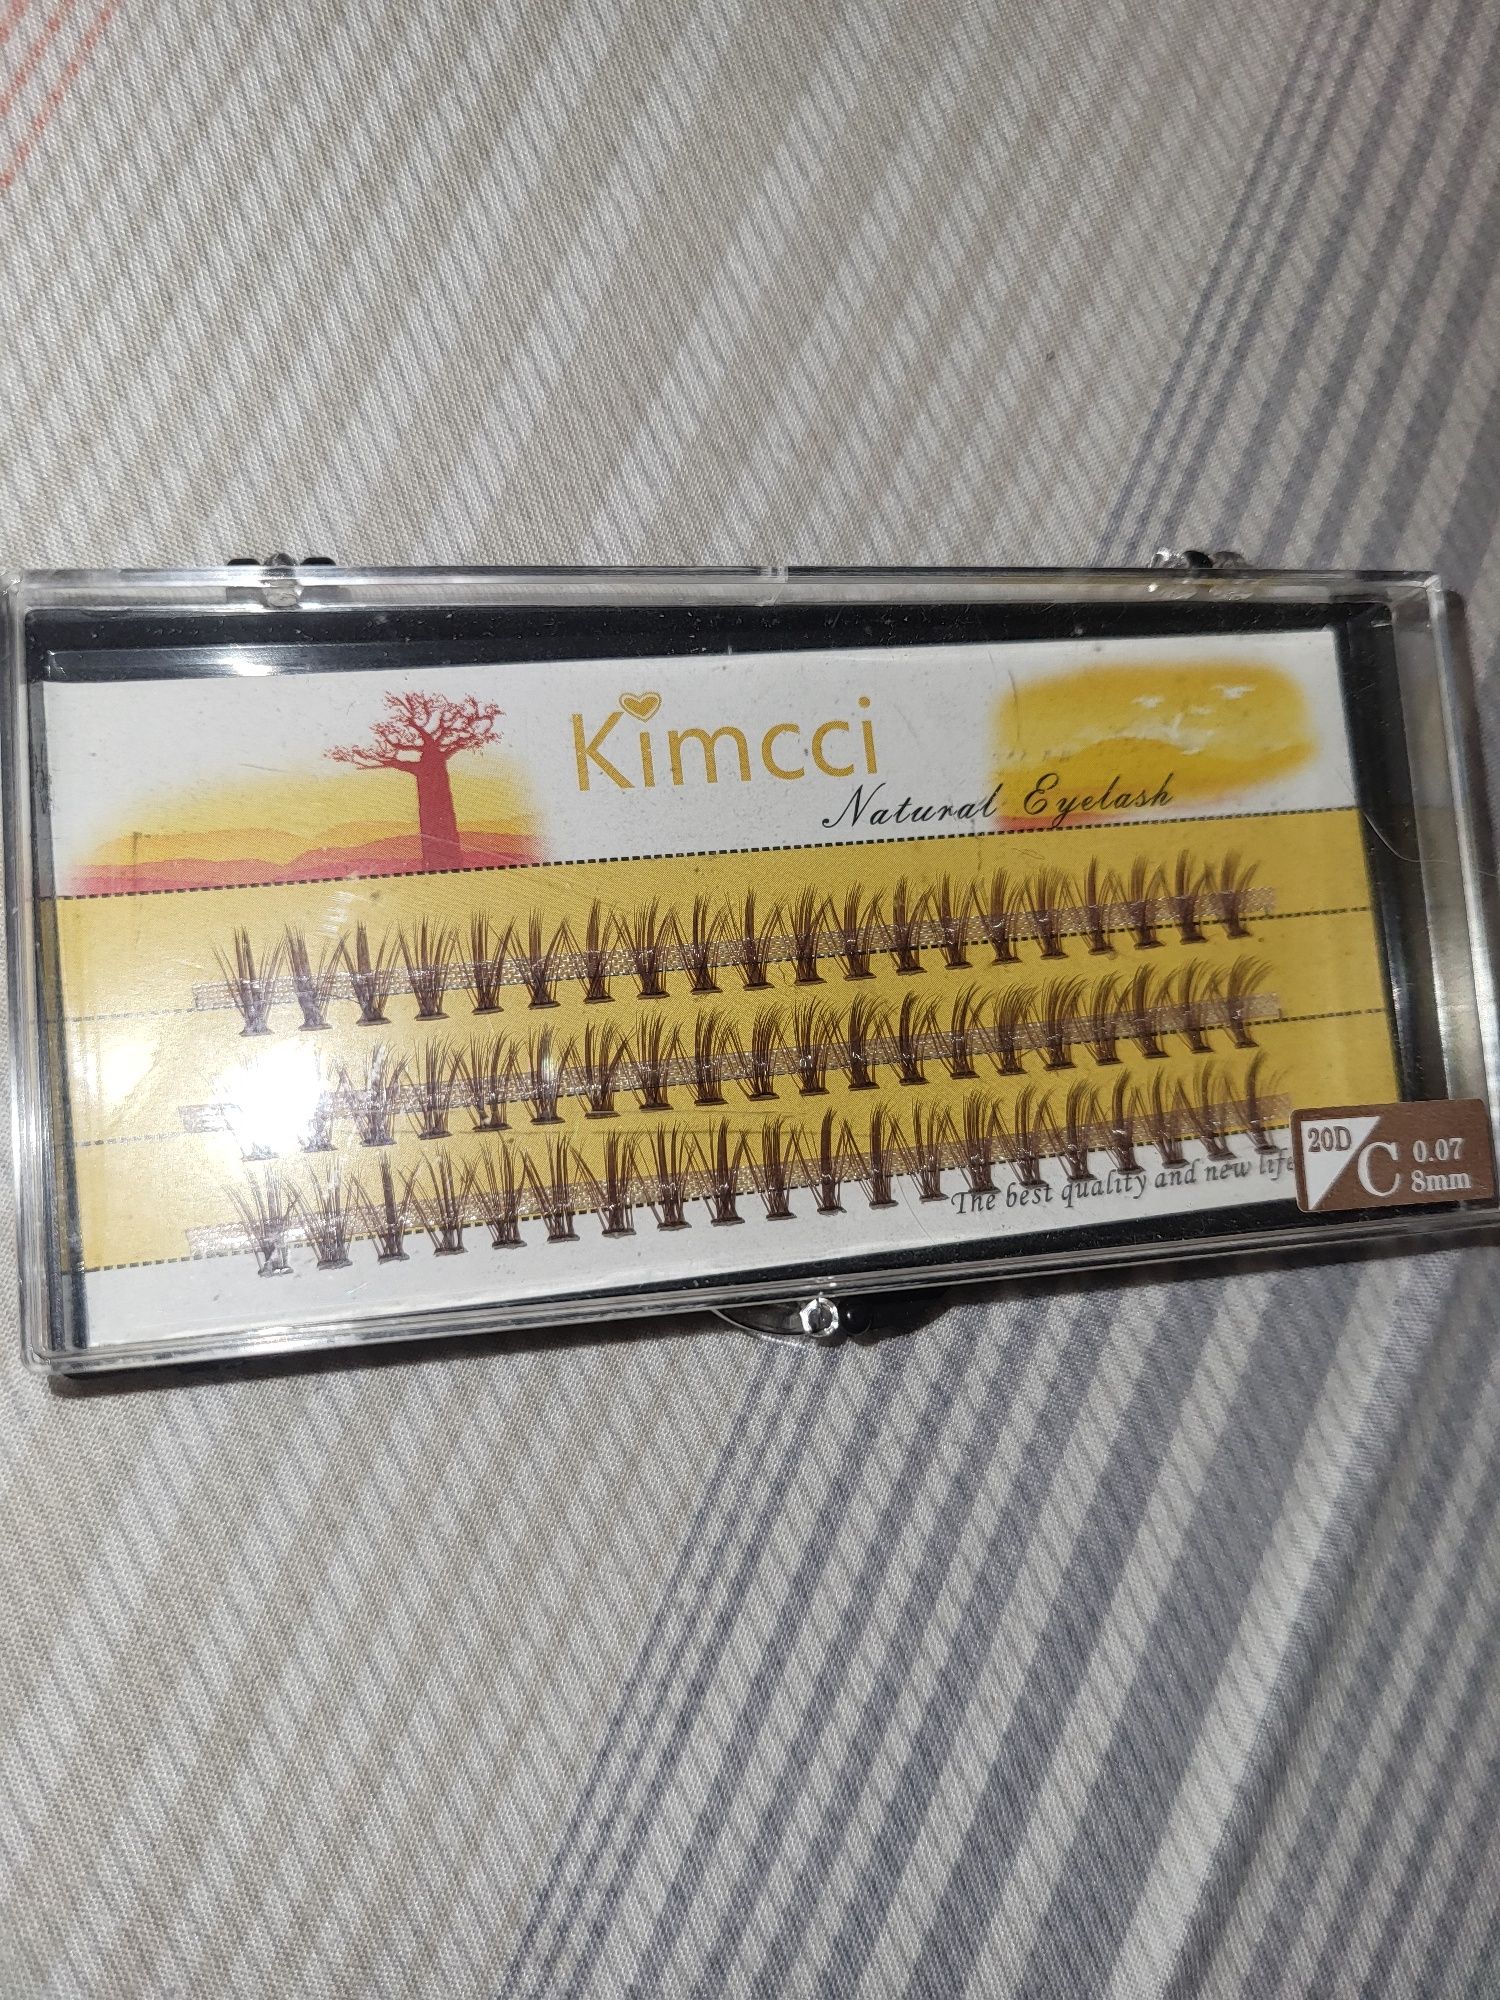 Kimcci
Natural Eyelash
The best quality and new life
20D
C
0.07
8mm